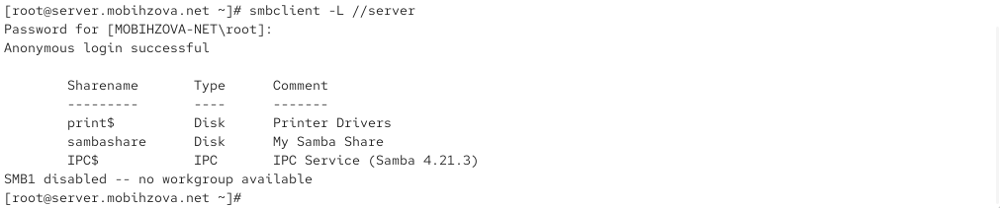 [root@server.mobihzova.net ~]# smbclient -L //server
Password for [MOBIHZOVA-NET\root]:
Anonymous login successful
        Sharename       Type      Comment
        ---------       ----      -------
        print$          Disk      Printer Drivers
        sambashare      Disk      My Samba Share
        IPC$            IPC       IPC Service (Samba 4.21.3)
SMB1 disabled -- no workgroup available
[root@server.mobihzova.net ~]#